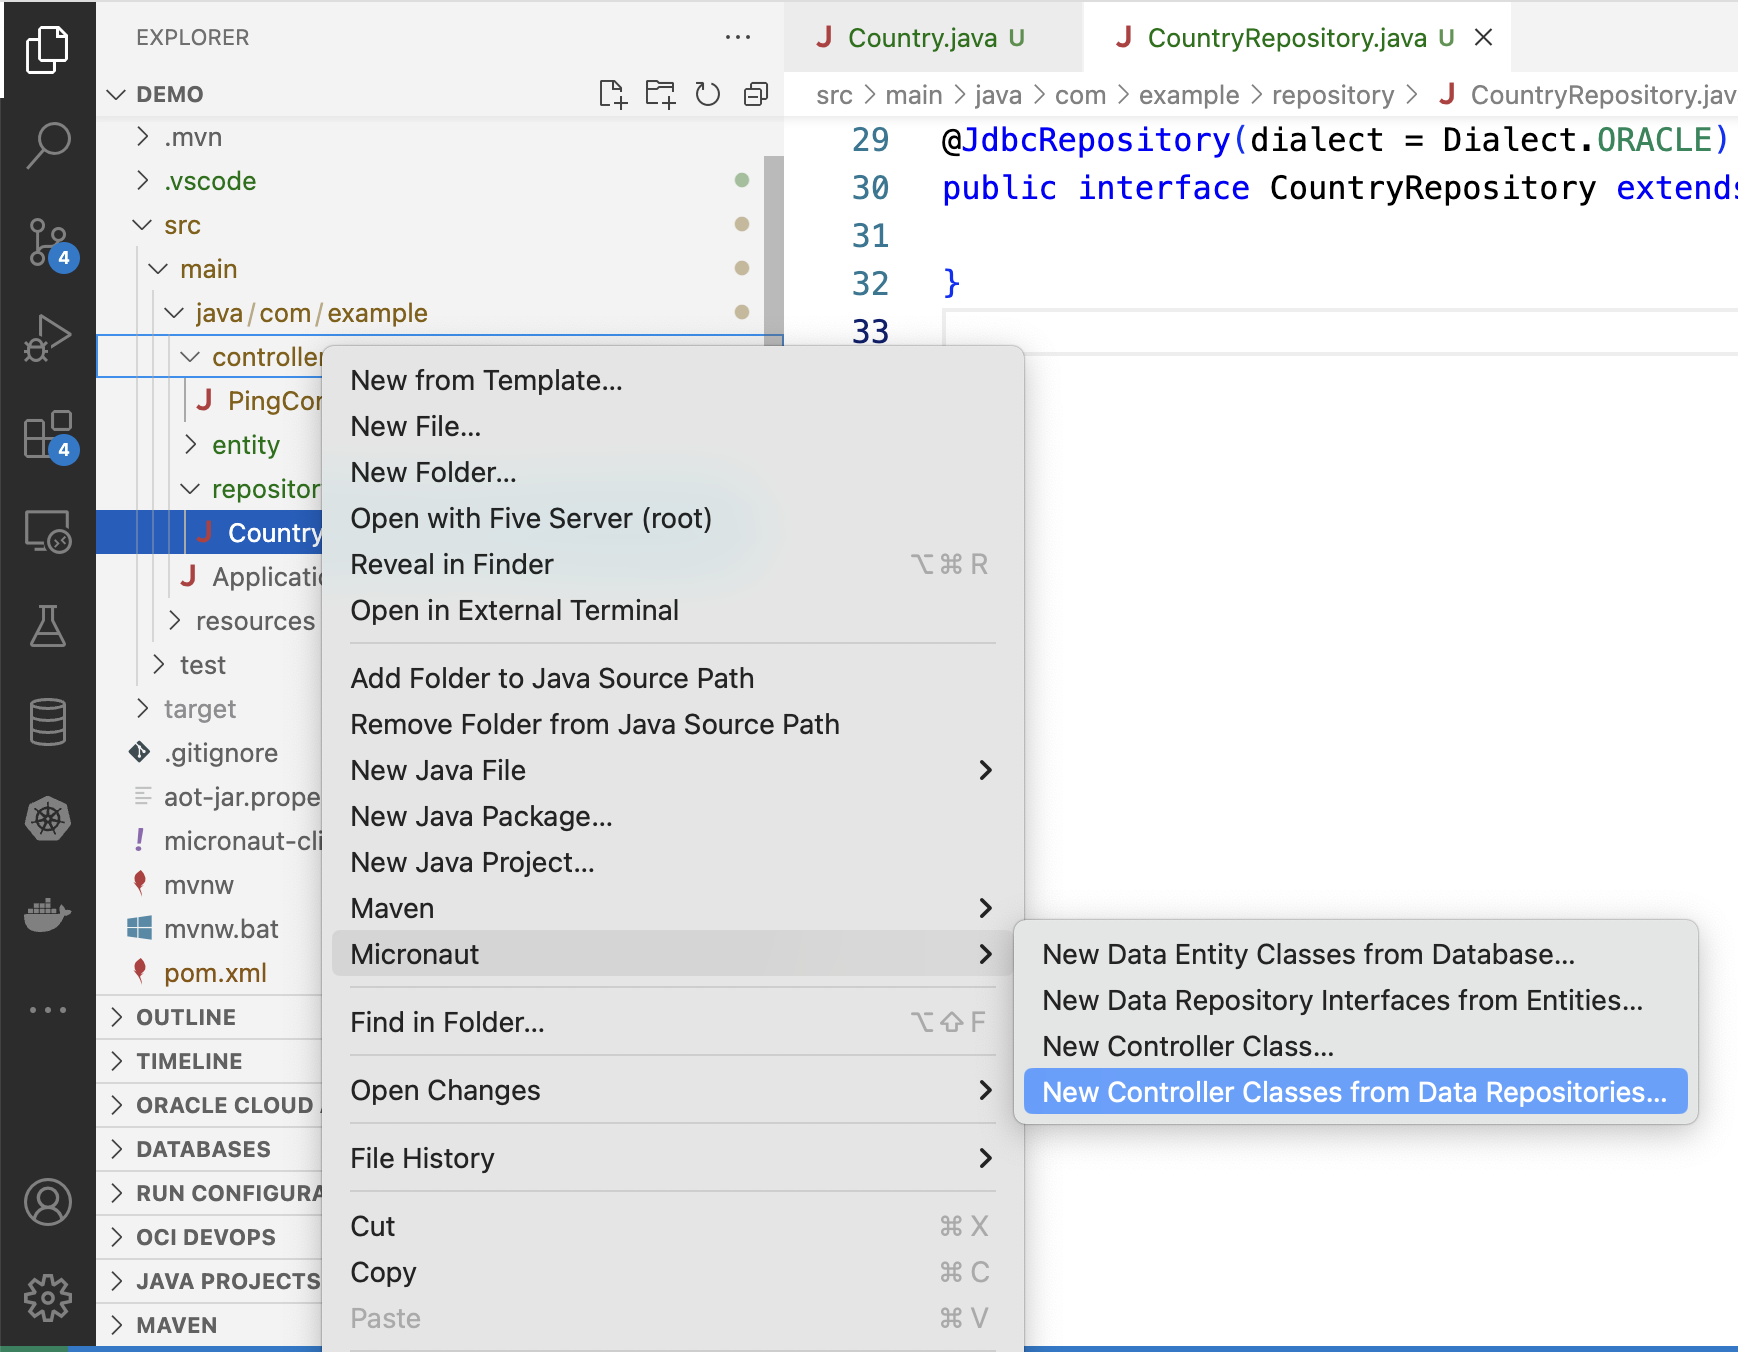 EXPLORER
DEMO
.mvn
.vscode
src
main
java/com/example
controller
PingCon
entity
repositor
Country
Applicatio
resources
test
target
.gitignore
aot-jar.prope
micronaut-cli
mvnw
mvnw.bat
pom.xml
OUTLINE
TIMELINE
ORACLE CLOUD A
DATABASES
RUN CONFIGURA
OCI DEVOPS
JAVA PROJECTS
MAVEN
4
4
Country.java U
CountryRepository.java U
src > main > java > com > example > repository > CountryRepository.jav
29 @JdbcRepository(dialect = Dialect.ORACLE)
30 public interface CountryRepository extends
31
32 }
33
New from Template...
New File...
New Folder...
Open with Five Server (root)
Reveal in Finder ⌥⌘R
Open in External Terminal
Add Folder to Java Source Path
Remove Folder from Java Source Path
New Java File
New Java Package...
New Java Project...
Maven
Micronaut
Find in Folder... ⌥⇧F
Open Changes
File History
Cut ⌘X
Copy ⌘C
Paste ⌘V
New Data Entity Classes from Database...
New Data Repository Interfaces from Entities...
New Controller Class...
New Controller Classes from Data Repositories...